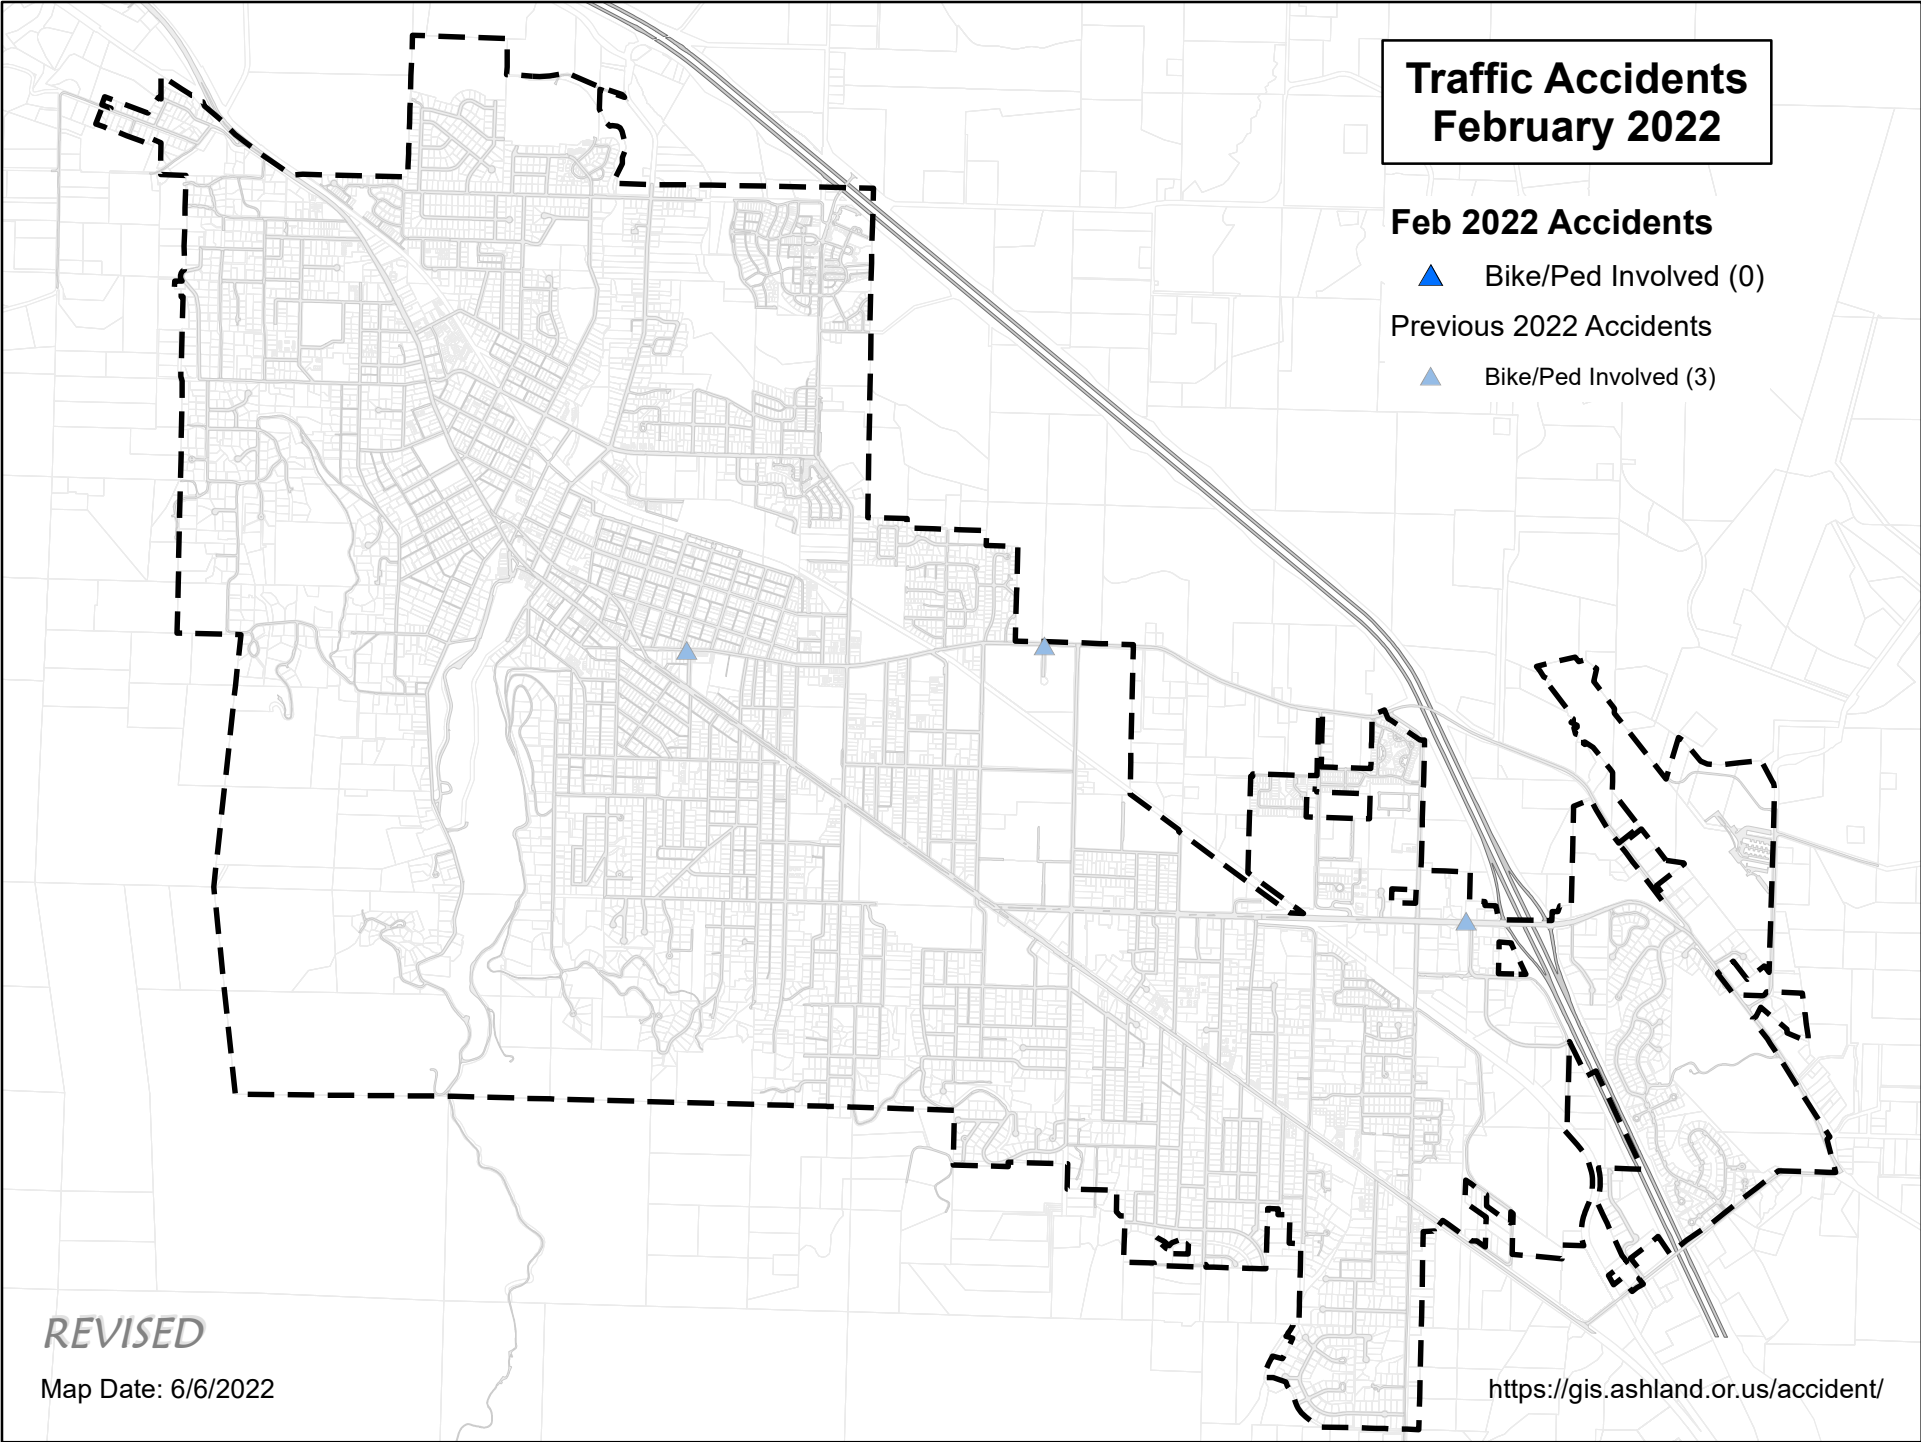 Traffic Accidents
February 2022
Feb 2022 Accidents
Bike/Ped Involved (0)
Previous 2022 Accidents
Bike/Ped Involved (3)
REVISED
Map Date: 6/6/2022
https://gis.ashland.or.us/accident/